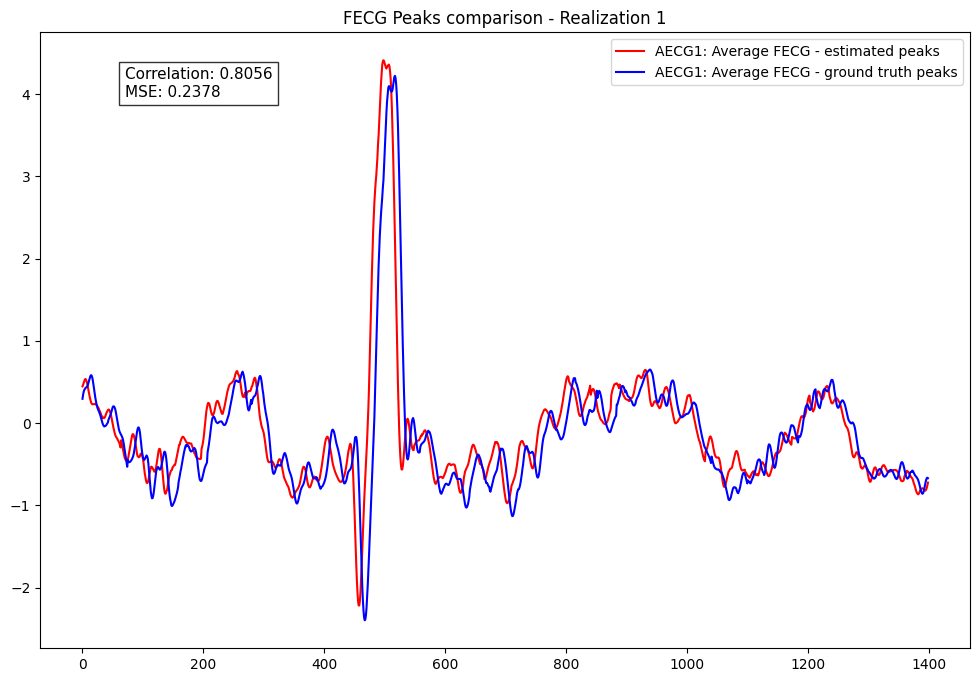 FECG Peaks comparison - Realization 1
Correlation: 0.8056
MSE: 0.2378
AECG1: Average FECG - estimated peaks
AECG1: Average FECG - ground truth peaks
4
3
2
1
0
−1
−2
0 200 400 600 800 1000 1200 1400